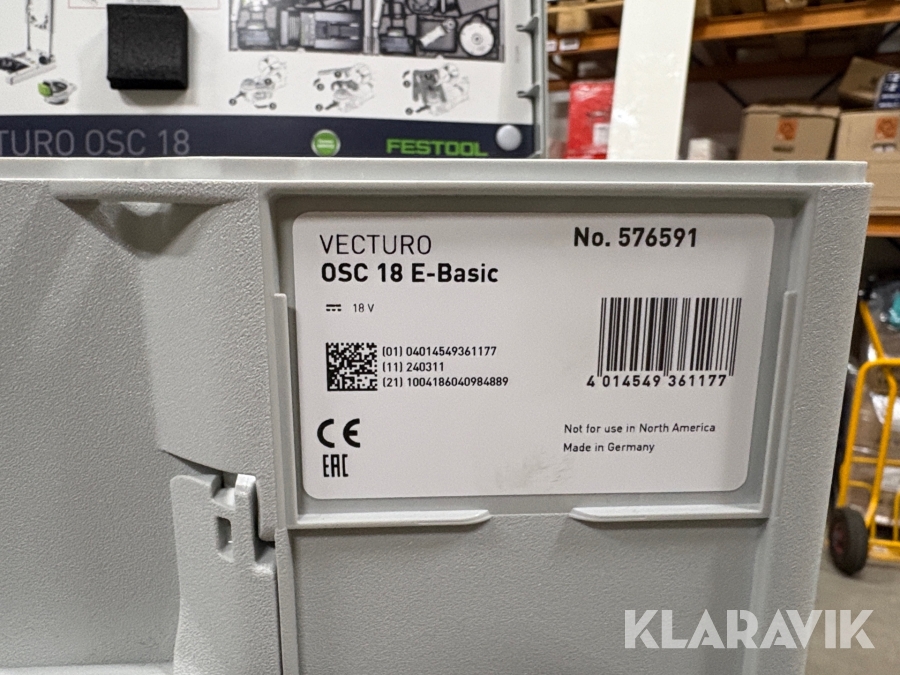 TURO OSC 18
FESTOOL
VECTURO
OSC 18 E-Basic
No. 576591
18 V
(01) 04014549361177
(11) 240311
(21) 1004186040984889
4 014549 361177
CE
EAC
Not for use in North America
Made in Germany
KLARAVIK